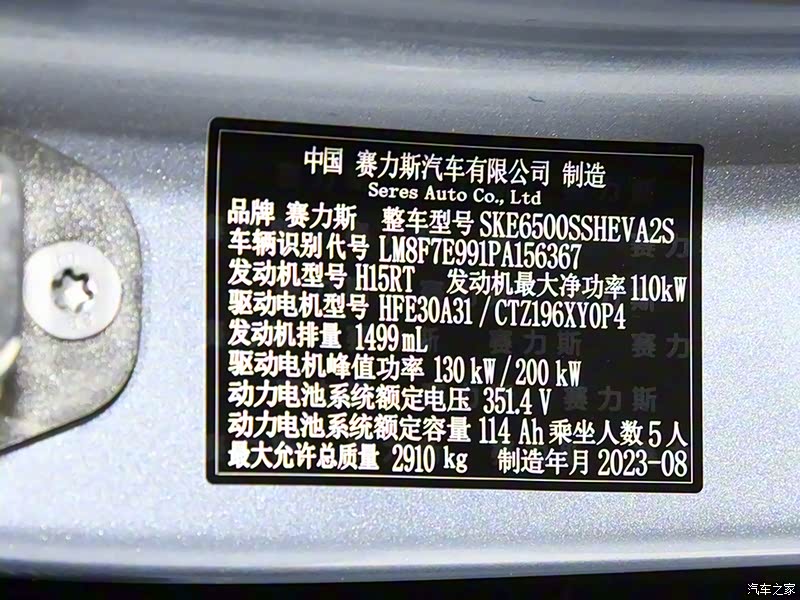 中国 赛力斯汽车有限公司 制造
Seres Auto Co., Ltd
品牌 赛力斯 整车型号 SKE6500SSHEVA2S
车辆识别代号 LM8F7E991PA156367
发动机型号 H15RT 发动机最大净功率 110kW
驱动电机型号 HFE30A31 / CTZ196XY0P4
发动机排量 1499mL
驱动电机峰值功率 130 kW / 200 kW
动力电池系统额定电压 351.4 V
动力电池系统额定容量 114 Ah 乘坐人数 5 人
最大允许总质量 2910 kg 制造年月 2023-08
汽车之家